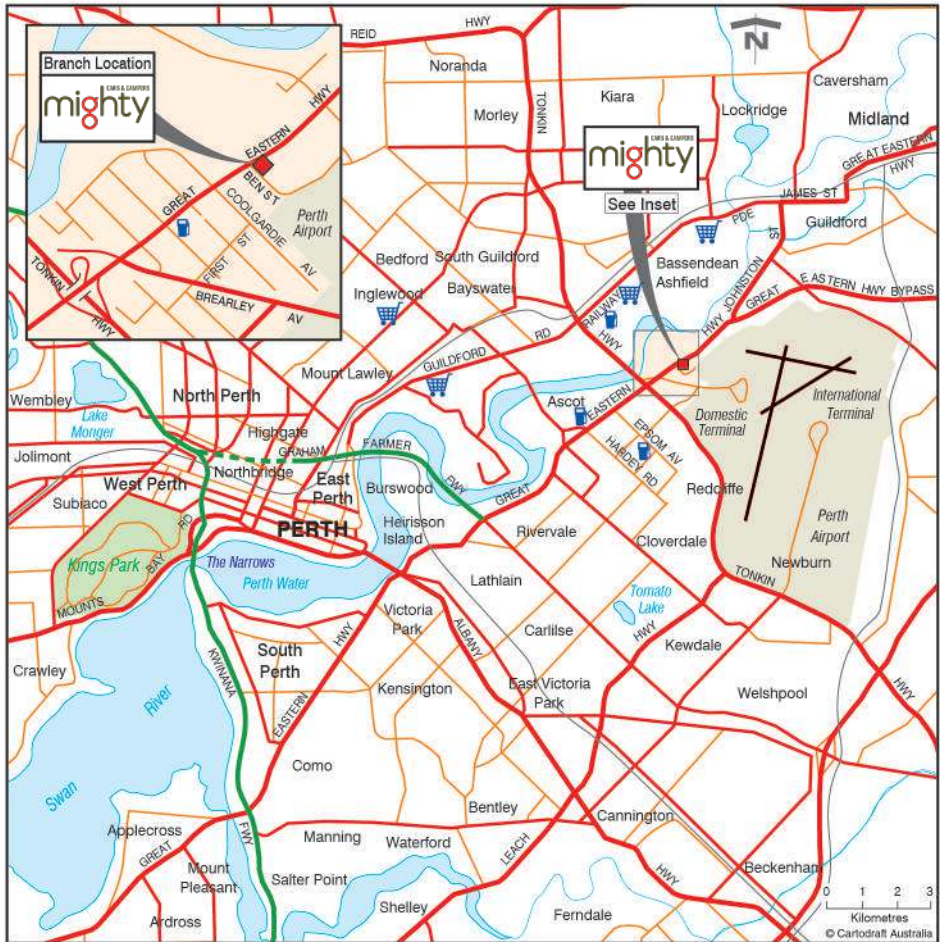 Branch Location
CARS & CAMPERS
mighty
GREAT
EASTERN
HWY
BEN ST
COOLGARDIE
AV
FIRST ST
BREARLEY
AV
TONKIN
HWY
Perth
Airport
REID
HWY
N
Noranda
Morley
TONKIN
Kiara
Caversham
Lockridge
Midland
CARS & CAMPERS
mighty
See Inset
GREAT EASTERN
HWY
JAMES ST
Guildford
PDE
Bedford
South Guildford
Bassendean
Ashfield
Bayswater
Inglewood
RAILWAY
HWY
JOHNSTON
ST
GREAT
EASTERN HWY BYPASS
HWY
GUILDFORD
RD
Mount Lawley
Wembley
North Perth
Lake
Monger
Highgate
Ascot
EASTERN
EPSOM AV
HARDEY RD
Domestic
Terminal
International
Terminal
Jolimont
Northbridge
GRAHAM
FARMER
FWY
West Perth
East
Perth
Burswood
GREAT
Redcliffe
Subiaco
PERTH
Heirisson
Island
Rivervale
Cloverdale
Perth
Airport
Kings Park
MOUNTS
BAY
RD
The Narrows
Perth Water
Lathlain
Tomato
Lake
Newburn
TONKIN
HWY
Victoria
Park
ALBANY
Carlilse
HWY
Kewdale
Crawley
South
Perth
HWY
EASTERN
Kensington
East Victoria
Park
Welshpool
River
Swan
KWINANA
FWY
Como
Bentley
Cannington
Applecross
GREAT
Manning
Waterford
LEACH
HWY
Beckenham
Mount
Pleasant
Salter Point
Ardross
Shelley
Ferndale
0 1 2 3
Kilometres
© Cartodraft Australia